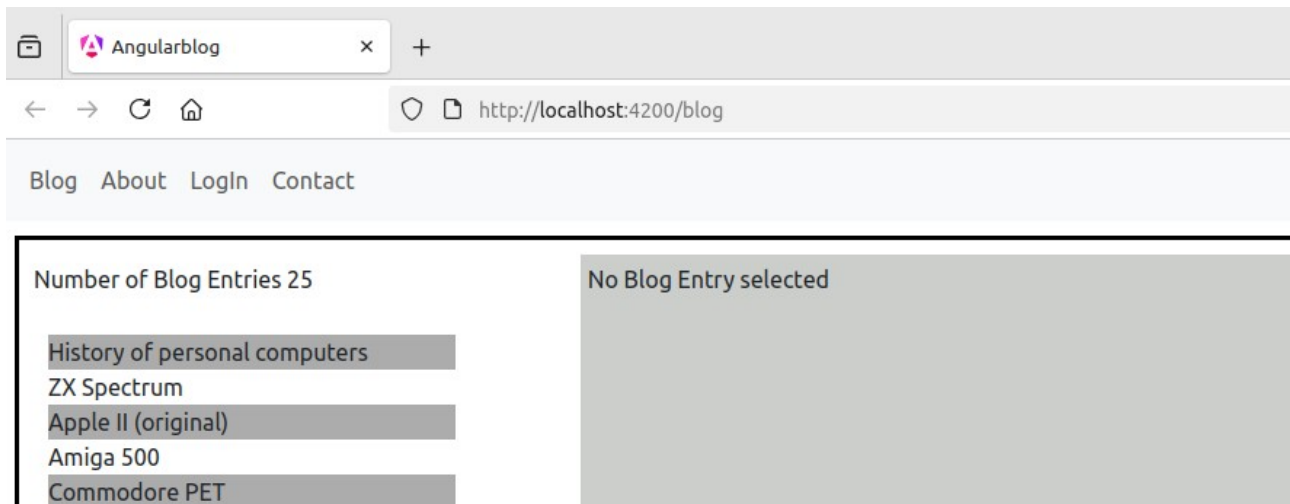 Angularblog
http://localhost:4200/blog
Blog About LogIn Contact
Number of Blog Entries 25
No Blog Entry selected
History of personal computers
ZX Spectrum
Apple II (original)
Amiga 500
Commodore PET